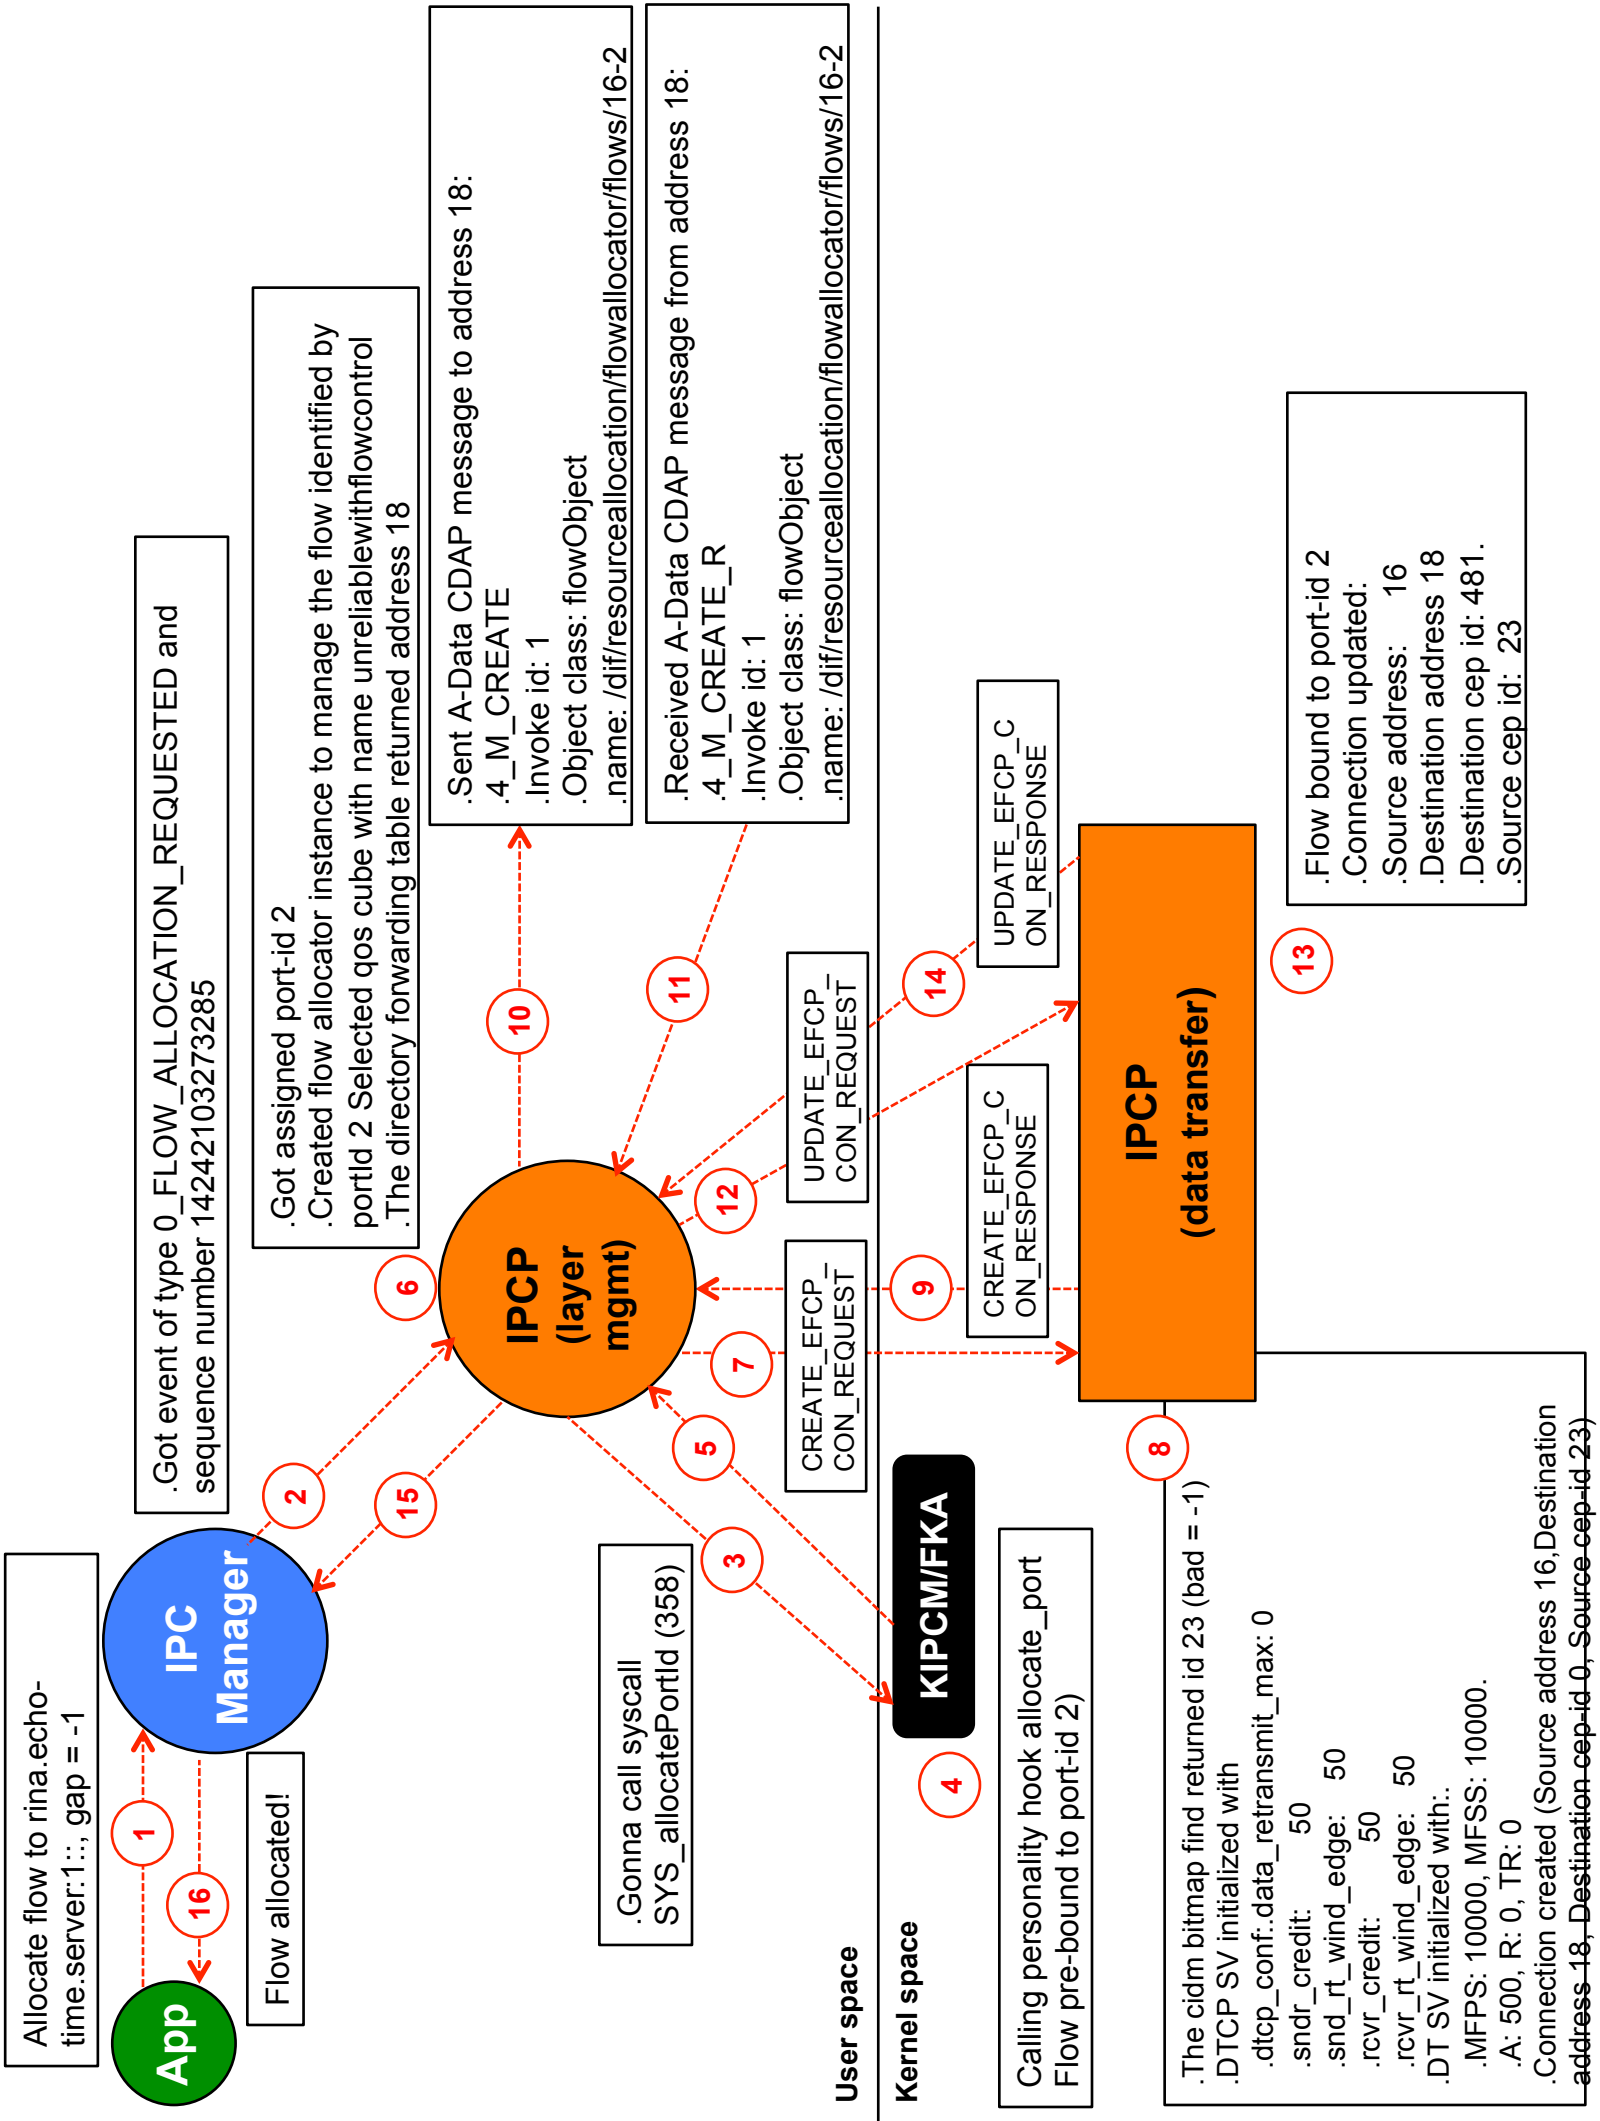 Allocate flow to rina.echo-
time.server:1::, gap = -1
App
1
16
Flow allocated!
IPC
Manager
.Got event of type 0_FLOW_ALLOCATION_REQUESTED and
sequence number 1424210323273285
2
15
6
.Got assigned port-id 2
.Created flow allocator instance to manage the flow identified by
portId 2 Selected qos cube with name unreliablewithflowcontrol
.The directory forwarding table returned address 18
IPCP
(layer
mgmt)
10
.Sent A-Data CDAP message to address 18:
.4_M_CREATE
.Invoke id: 1
.Object class: flowObject
.name: /dif/resourceallocation/flowallocator/flows/16-2
11
.Received A-Data CDAP message from address 18:
.4_M_CREATE_R
.Invoke id: 1
.Object class: flowObject
.name: /dif/resourceallocation/flowallocator/flows/16-2
.Gonna call syscall
SYS_allocatePortId (358)
3
5
7
CREATE_EFCP_
CON_REQUEST
12
UPDATE_EFCP_
CON_REQUEST
User space
Kernel space
4
KIPCM/FKA
Calling personality hook allocate_port
Flow pre-bound to port-id 2)
9
CREATE_EFCP_C
ON_RESPONSE
14
UPDATE_EFCP_C
ON_RESPONSE
8
IPCP
(data transfer)
13
.The cidm bitmap find returned id 23 (bad = -1)
.DTCP SV initialized with
.dtcp_conf:.data_retransmit_max: 0
.sndr_credit: 50
.snd_rt_wind_edge: 50
.rcvr_credit: 50
.rcvr_rt_wind_edge: 50
.DT SV initialized with:.
.MFPS: 10000, MFSS: 10000.
.A: 500, R: 0, TR: 0
.Connection created (Source address 16,Destination
address 18, Destination cep-id 0, Source cep-id 23)
.Flow bound to port-id 2
.Connection updated:
.Source address: 16
.Destination address 18
.Destination cep id: 481.
.Source cep id: 23